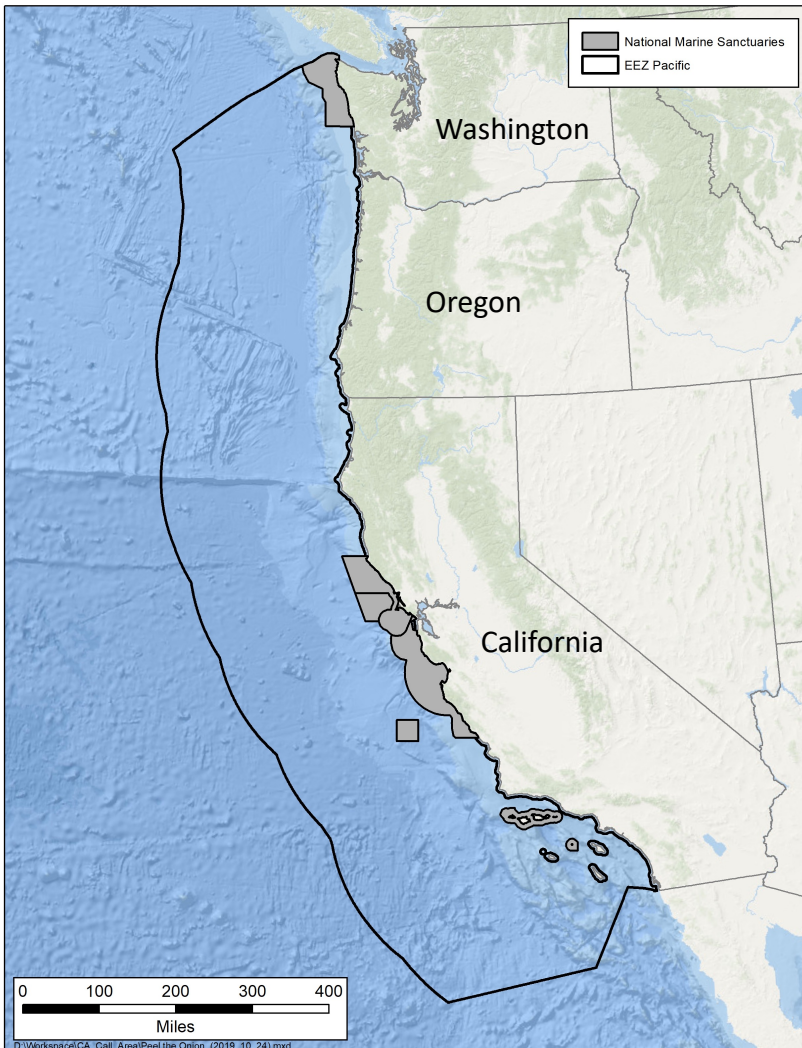 National Marine Sanctuaries
EEZ Pacific
Washington
Oregon
California
0 100 200 300 400
Miles
D:\Workspace\CA_Call_Area\Peel the Onion_(2019_10_24).mxd